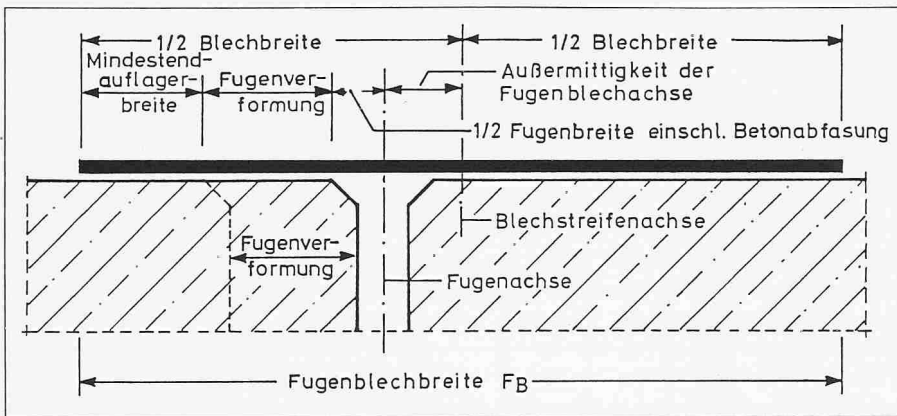 1/2 Blechbreite
1/2 Blechbreite
Mindestend-
auflager-
breite
Fugenver-
formung
Außermittigkeit der
Fugenblechachse
1/2 Fugenbreite einschl. Betonabfasung
Blechstreifenachse
Fugenver-
formung
Fugenachse
Fugenblechbreite FB